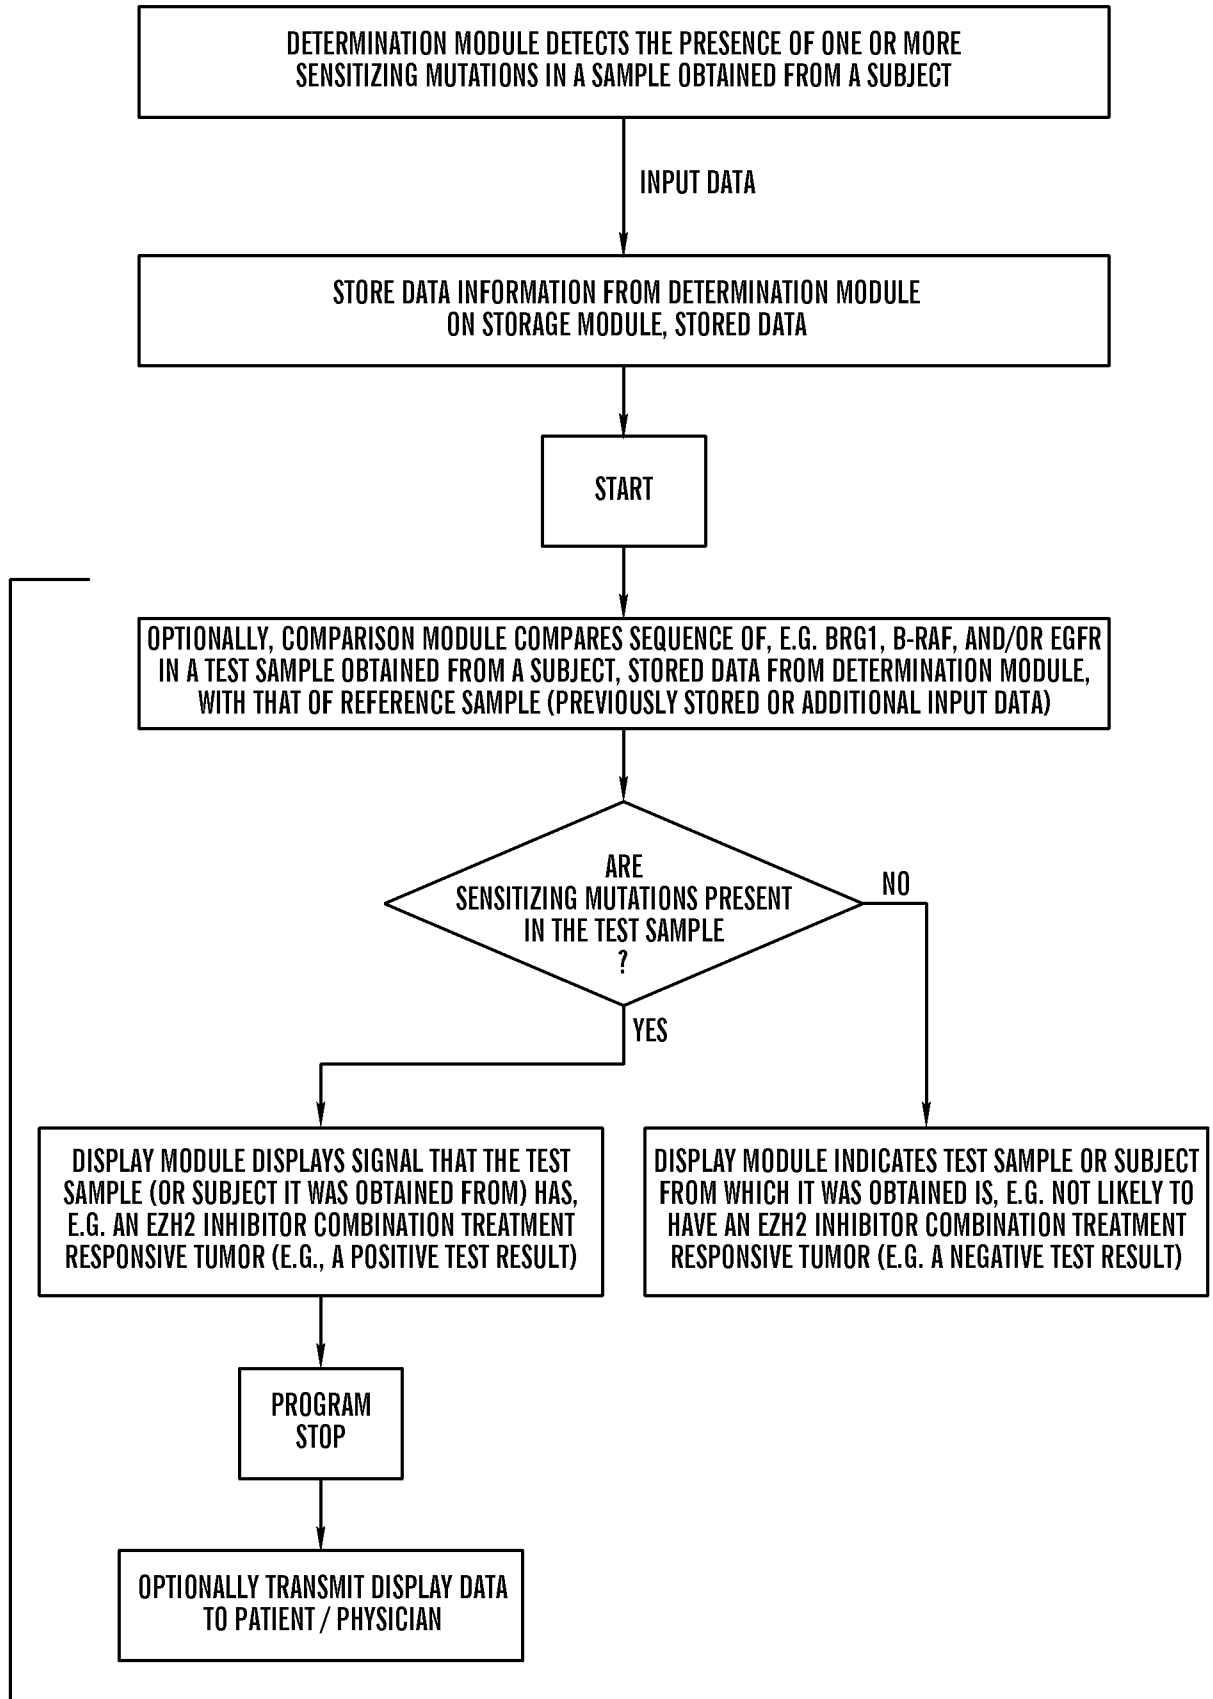 DETERMINATION MODULE DETECTS THE PRESENCE OF ONE OR MORE
SENSITIZING MUTATIONS IN A SAMPLE OBTAINED FROM A SUBJECT
INPUT DATA
STORE DATA INFORMATION FROM DETERMINATION MODULE
ON STORAGE MODULE, STORED DATA
START
OPTIONALLY, COMPARISON MODULE COMPARES SEQUENCE OF, E.G. BRG1, B-RAF, AND/OR EGFR
IN A TEST SAMPLE OBTAINED FROM A SUBJECT, STORED DATA FROM DETERMINATION MODULE,
WITH THAT OF REFERENCE SAMPLE (PREVIOUSLY STORED OR ADDITIONAL INPUT DATA)
ARE
SENSITIZING MUTATIONS PRESENT
IN THE TEST SAMPLE
?
NO
YES
DISPLAY MODULE DISPLAYS SIGNAL THAT THE TEST
SAMPLE (OR SUBJECT IT WAS OBTAINED FROM) HAS,
E.G. AN EZH2 INHIBITOR COMBINATION TREATMENT
RESPONSIVE TUMOR (E.G., A POSITIVE TEST RESULT)
DISPLAY MODULE INDICATES TEST SAMPLE OR SUBJECT
FROM WHICH IT WAS OBTAINED IS, E.G. NOT LIKELY TO
HAVE AN EZH2 INHIBITOR COMBINATION TREATMENT
RESPONSIVE TUMOR (E.G. A NEGATIVE TEST RESULT)
PROGRAM
STOP
OPTIONALLY TRANSMIT DISPLAY DATA
TO PATIENT / PHYSICIAN